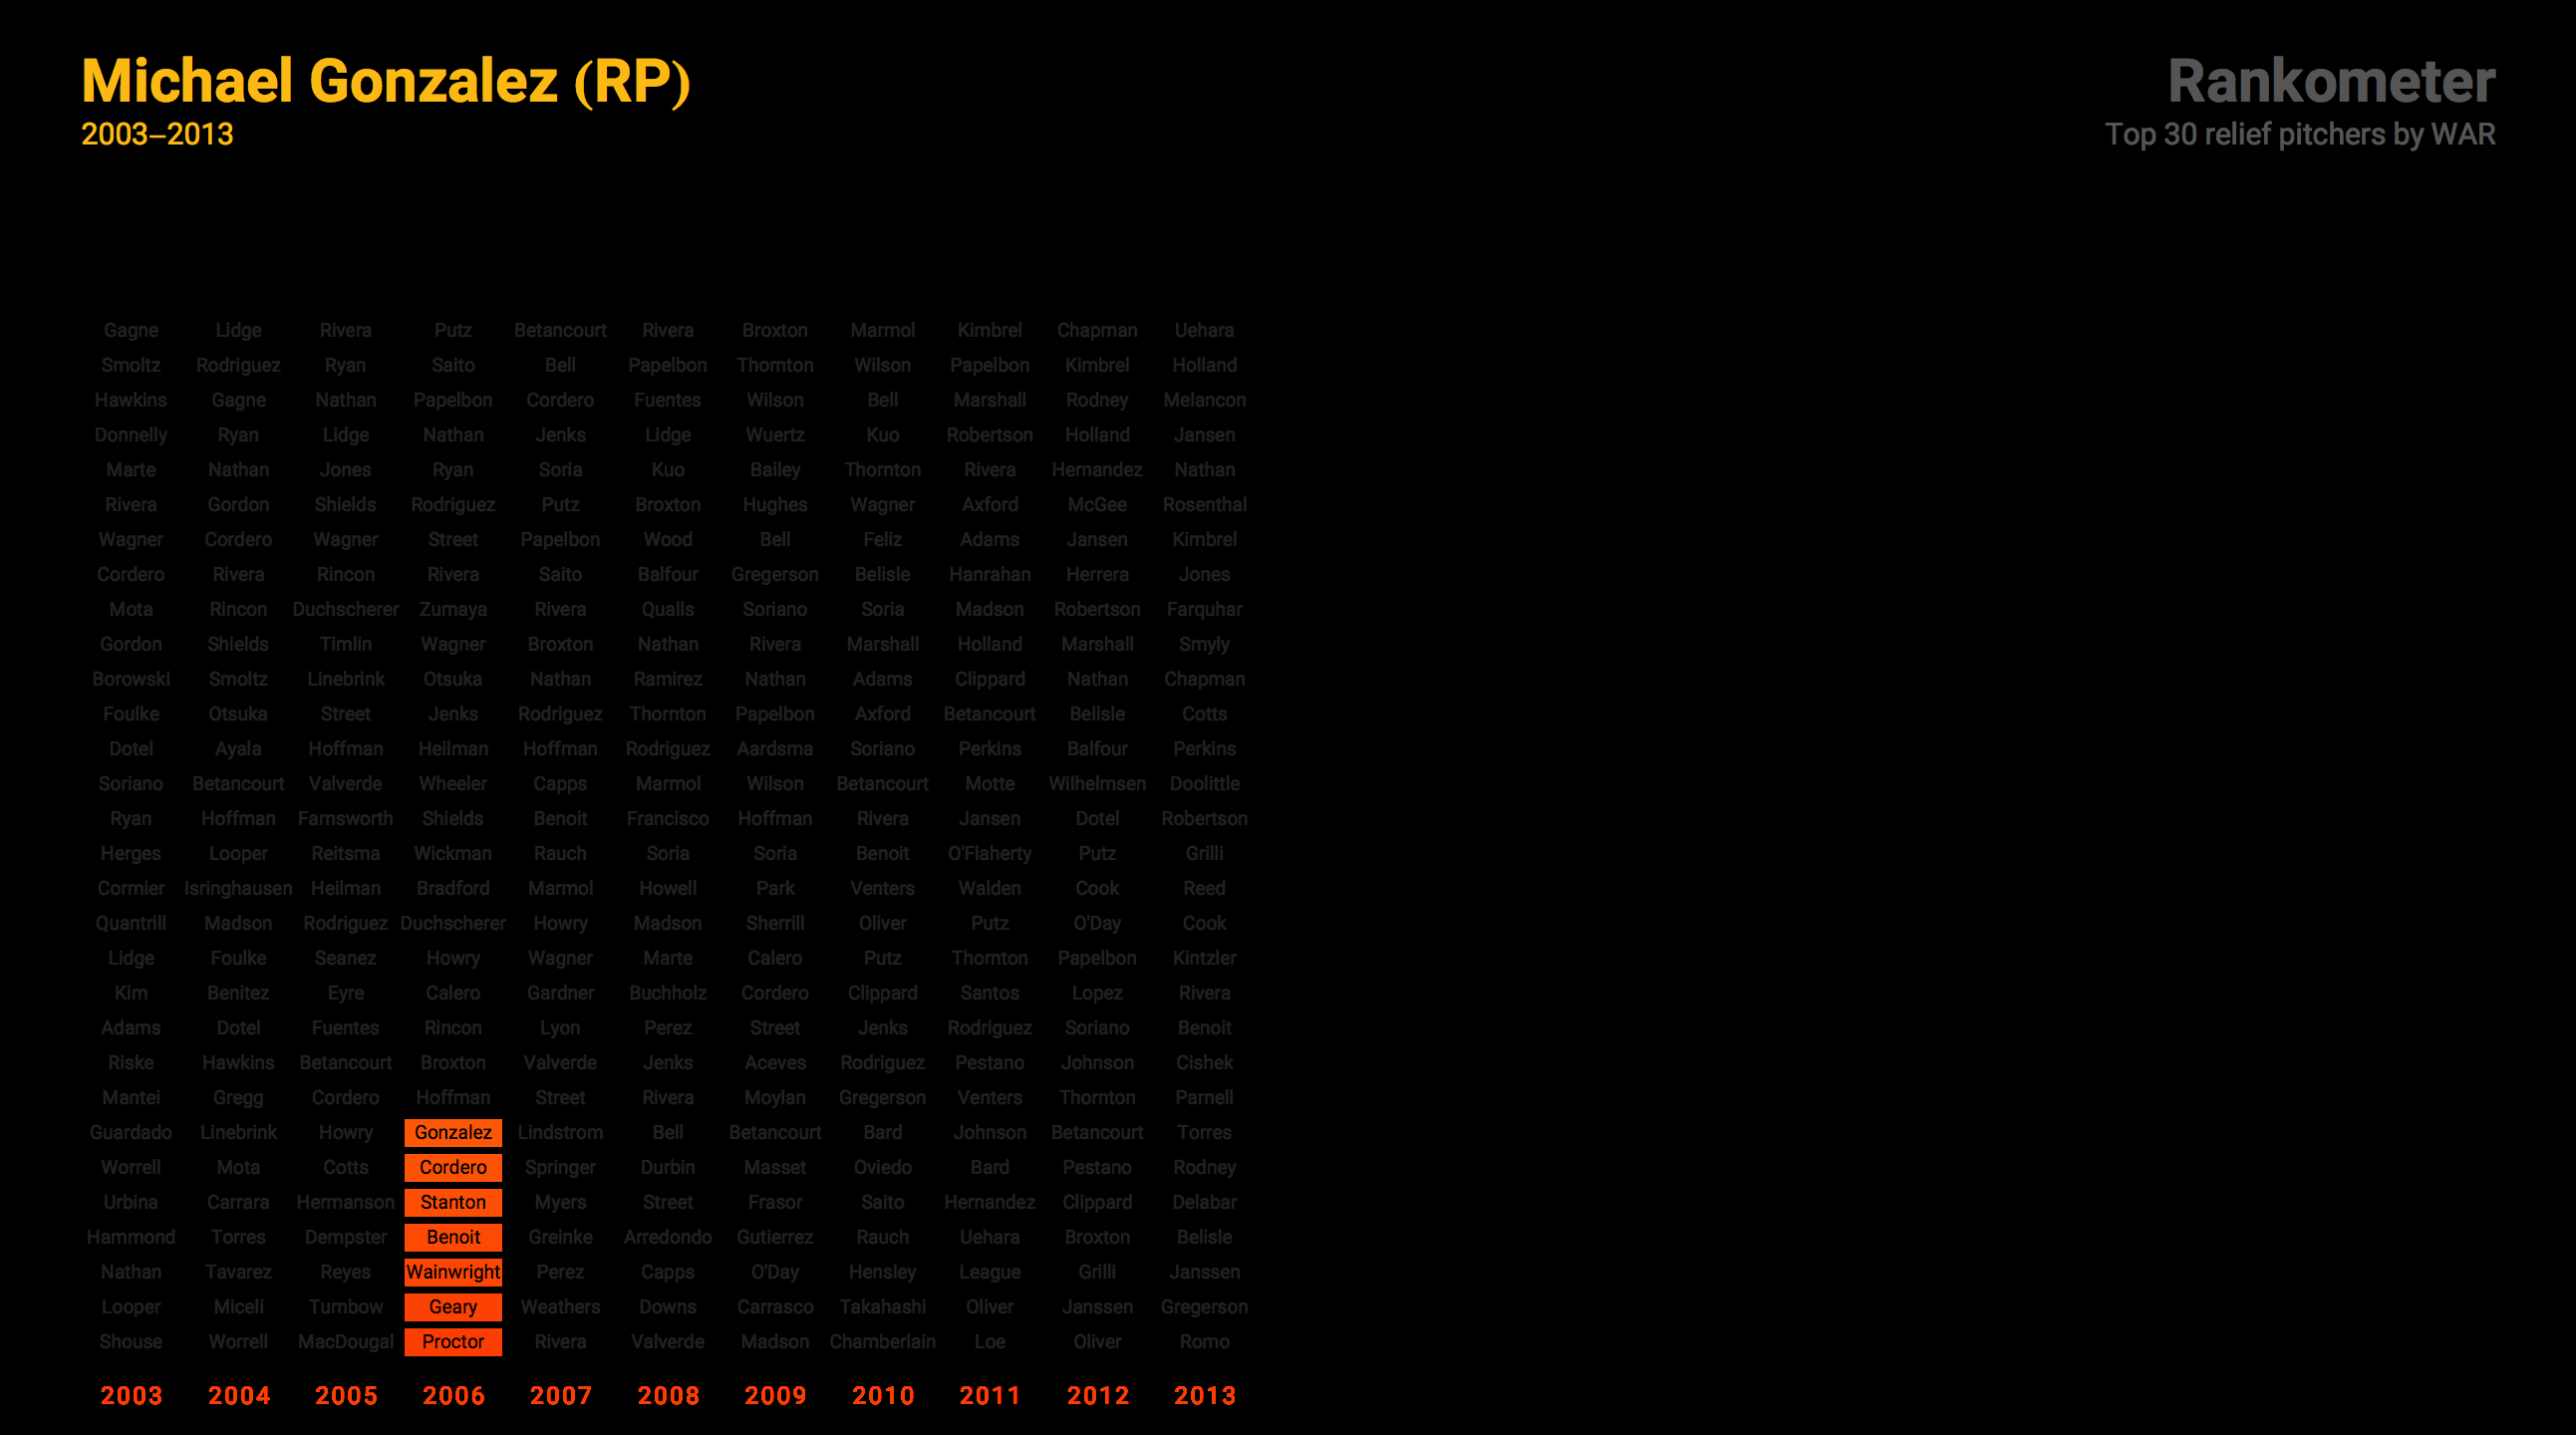 Michael Gonzalez (RP)
2003–2013
Rankometer
Top 30 relief pitchers by WAR
Gagne Lidge Rivera Putz Betancourt Rivera Broxton Marmol Kimbrel Chapman Uehara
Smoltz Rodriguez Ryan Saito Bell Papelbon Thornton Wilson Papelbon Kimbrel Holland
Hawkins Gagne Nathan Papelbon Cordero Fuentes Wilson Bell Marshall Rodney Melancon
Donnelly Ryan Lidge Nathan Jenks Lidge Wuertz Kuo Robertson Holland Jansen
Marte Nathan Jones Ryan Soria Kuo Bailey Thornton Rivera Hernandez Nathan
Rivera Gordon Shields Rodriguez Putz Broxton Hughes Wagner Axford McGee Rosenthal
Wagner Cordero Wagner Street Papelbon Wood Bell Feliz Adams Jansen Kimbrel
Cordero Rivera Rincon Rivera Saito Balfour Gregerson Belisle Hanrahan Herrera Jones
Mota Rincon Duchscherer Zumaya Rivera Qualls Soriano Soria Madson Robertson Farquhar
Gordon Shields Timlin Wagner Broxton Nathan Rivera Marshall Holland Marshall Smyly
Borowski Smoltz Linebrink Otsuka Nathan Ramirez Nathan Adams Clippard Nathan Chapman
Foulke Otsuka Street Jenks Rodriguez Thornton Papelbon Axford Betancourt Belisle Cotts
Dotel Ayala Hoffman Heilman Hoffman Rodriguez Aardsma Soriano Perkins Balfour Perkins
Soriano Betancourt Valverde Wheeler Capps Marmol Wilson Betancourt Motte Wilhelmsen Doolittle
Ryan Hoffman Farnsworth Shields Benoit Francisco Hoffman Rivera Jansen Dotel Robertson
Herges Looper Reitsma Wickman Rauch Soria Soria Benoit O'Flaherty Putz Grilli
Cormier Isringhausen Heilman Bradford Marmol Howell Park Venters Walden Cook Reed
Quantrill Madson Rodriguez Duchscherer Howry Madson Sherrill Oliver Putz O'Day Cook
Lidge Foulke Seanez Howry Wagner Marte Calero Putz Thornton Papelbon Kintzler
Kim Benitez Eyre Calero Gardner Buchholz Cordero Clippard Santos Lopez Rivera
Adams Dotel Fuentes Rincon Lyon Perez Street Jenks Rodriguez Soriano Benoit
Riske Hawkins Betancourt Broxton Valverde Jenks Aceves Rodriguez Pestano Johnson Cishek
Mantei Gregg Cordero Hoffman Street Rivera Moylan Gregerson Venters Thornton Parnell
Guardado Linebrink Howry Gonzalez Lindstrom Bell Betancourt Bard Johnson Betancourt Torres
Worrell Mota Cotts Cordero Springer Durbin Masset Oviedo Bard Pestano Rodney
Urbina Carrara Hermanson Stanton Myers Street Frasor Saito Hernandez Clippard Delabar
Hammond Torres Dempster Benoit Greinke Arredondo Gutierrez Rauch Uehara Broxton Belisle
Nathan Tavarez Reyes Wainwright Perez Capps O'Day Hensley League Grilli Janssen
Looper Miceli Turnbow Geary Weathers Downs Carrasco Takahashi Oliver Janssen Gregerson
Shouse Worrell MacDougal Proctor Rivera Valverde Madson Chamberlain Loe Oliver Romo
2003 2004 2005 2006 2007 2008 2009 2010 2011 2012 2013